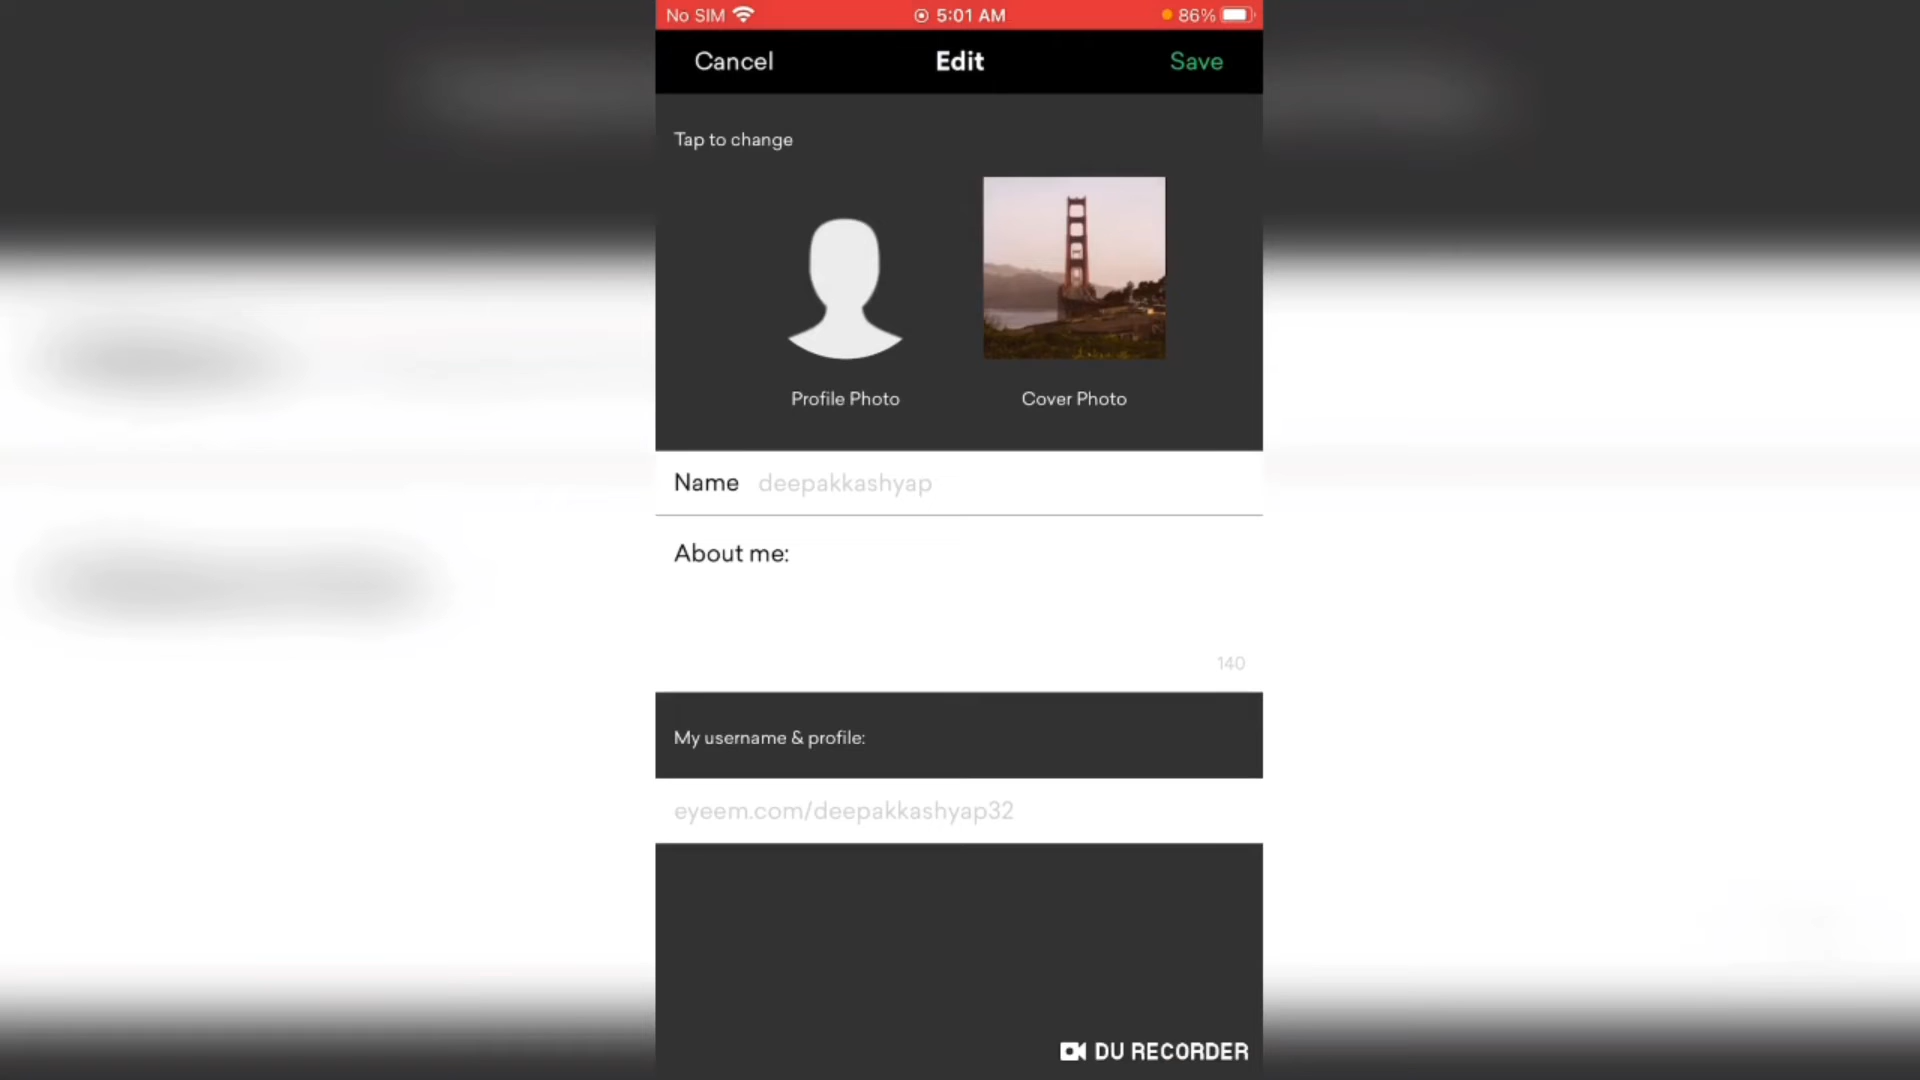 No SIM 5:01 AM 86%
Cancel Edit Save
Tap to change
Profile Photo Cover Photo
Name deepakkashyap
About me:
140
My username & profile:
eyeem.com/deepakkashyap32
DU RECORDER